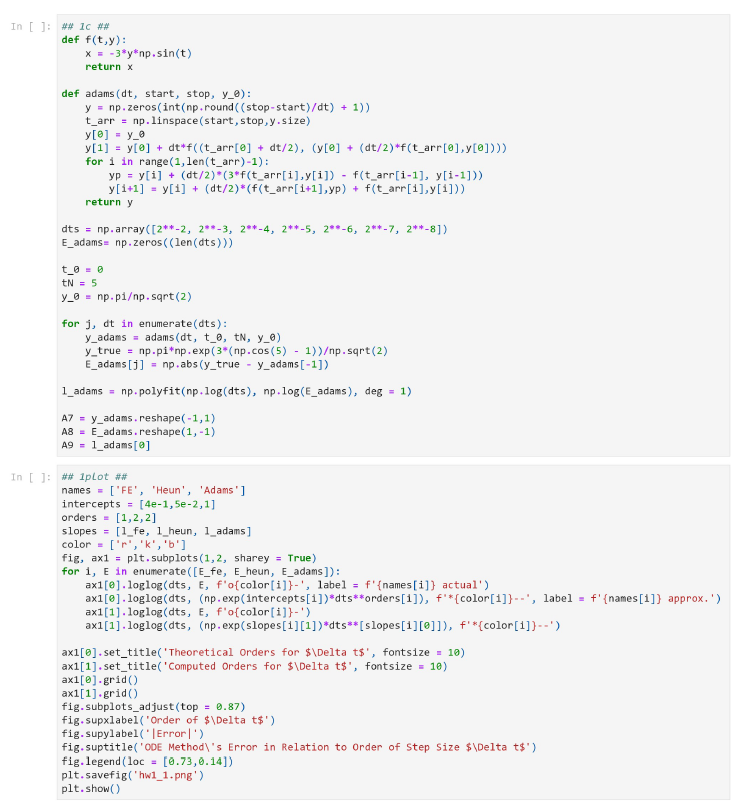 In [ ]: ## 1c ##
def f(t,y):
    x = -3*y*np.sin(t)
    return x

def adams(dt, start, stop, y_0):
    y = np.zeros(int(np.round((stop-start)/dt) + 1))
    t_arr = np.linspace(start,stop,y.size)
    y[0] = y_0
    y[1] = y[0] + dt*f((t_arr[0] + dt/2), (y[0] + (dt/2)*f(t_arr[0],y[0])))
    for i in range(1,len(t_arr)-1):
        yp = y[i] + (dt/2)*(3*f(t_arr[i],y[i]) - f(t_arr[i-1], y[i-1]))
        y[i+1] = y[i] + (dt/2)*(f(t_arr[i+1],yp) + f(t_arr[i],y[i]))
    return y

dts = np.array([2**-2, 2**-3, 2**-4, 2**-5, 2**-6, 2**-7, 2**-8])
E_adams= np.zeros((len(dts)))

t_0 = 0
tN = 5
y_0 = np.pi/np.sqrt(2)

for j, dt in enumerate(dts):
    y_adams = adams(dt, t_0, tN, y_0)
    y_true = np.pi*np.exp(3*(np.cos(5) - 1))/np.sqrt(2)
    E_adams[j] = np.abs(y_true - y_adams[-1])

l_adams = np.polyfit(np.log(dts), np.log(E_adams), deg = 1)

A7 = y_adams.reshape(-1,1)
A8 = E_adams.reshape(1,-1)
A9 = l_adams[0]

In [ ]: ## 1plot ##
names = ['FE', 'Heun', 'Adams']
intercepts = [4e-1,5e-2,1]
orders = [1,2,2]
slopes = [l_fe, l_heun, l_adams]
color = ['r','k','b']
fig, ax1 = plt.subplots(1,2, sharey = True)
for i, E in enumerate([E_fe, E_heun, E_adams]):
    ax1[0].loglog(dts, E, f'o{color[i]}-', label = f'{names[i]} actual')
    ax1[0].loglog(dts, (np.exp(intercepts[i])*dts**orders[i]), f'*{color[i]}--', label = f'{names[i]} approx.')
    ax1[1].loglog(dts, E, f'o{color[i]}-')
    ax1[1].loglog(dts, (np.exp(slopes[i][1])*dts**[slopes[i][0]]), f'*{color[i]}--')

ax1[0].set_title('Theoretical Orders for $\Delta t$', fontsize = 10)
ax1[1].set_title('Computed Orders for $\Delta t$', fontsize = 10)
ax1[0].grid()
ax1[1].grid()
fig.subplots_adjust(top = 0.87)
fig.supxlabel('Order of $\Delta t$')
fig.supylabel('|Error|')
fig.suptitle('ODE Method\'s Error in Relation to Order of Step Size $\Delta t$')
fig.legend(loc = [0.73,0.14])
plt.savefig('hw1_1.png')
plt.show()